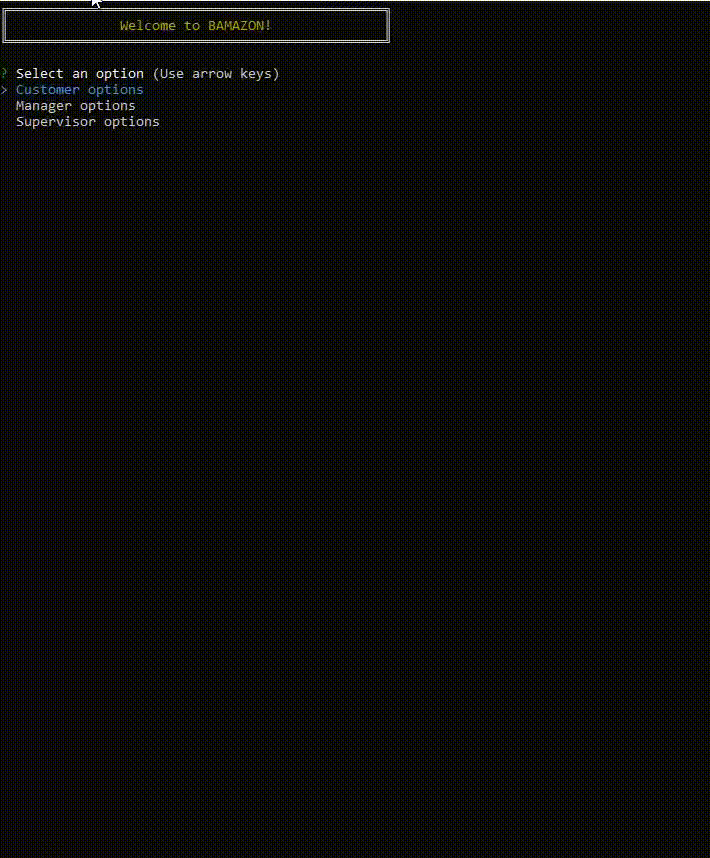 Welcome to BAMAZON!
? Select an option (Use arrow keys)
> Customer options
Manager options
Supervisor options